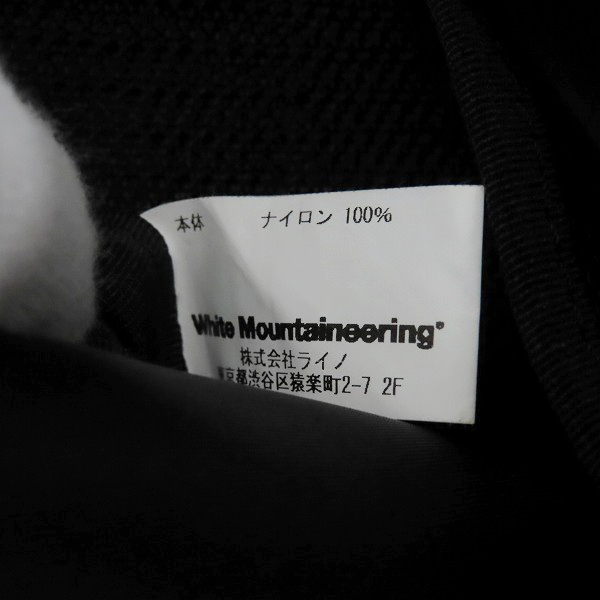 本体 ナイロン 100%
White Mountaineering®
株式会社ライノ
東京都渋谷区猿楽町2-7 2F